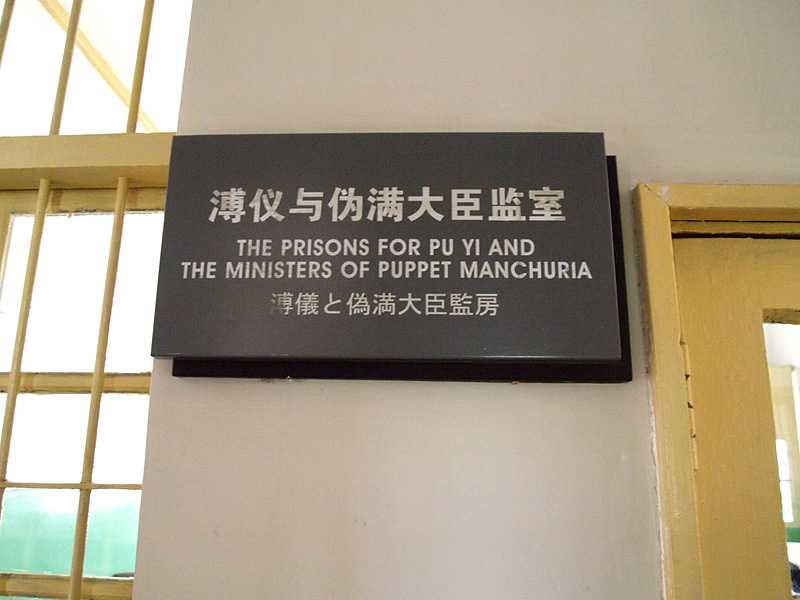 溥仪与伪满大臣监室
THE PRISONS FOR PU YI AND
THE MINISTERS OF PUPPET MANCHURIA
溥儀と偽満大臣監房